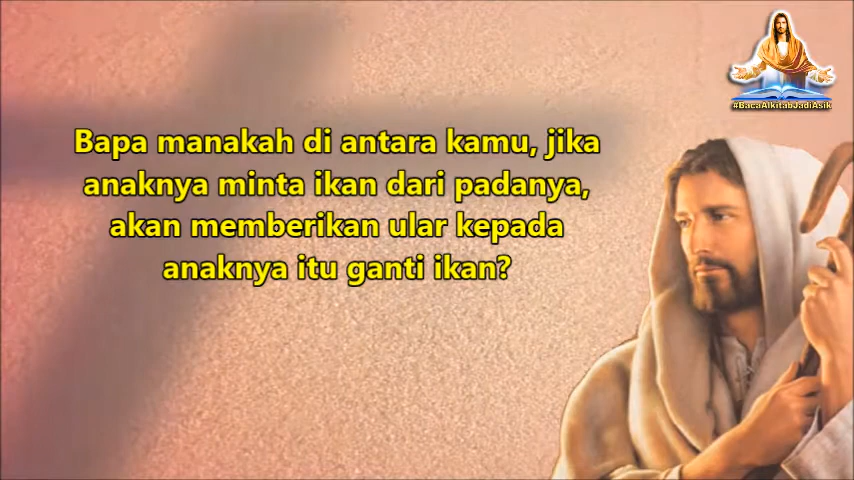 #BacaAlkitabJadiAsik
Bapa manakah di antara kamu, jika
anaknya minta ikan dari padanya,
akan memberikan ular kepada
anaknya itu ganti ikan?